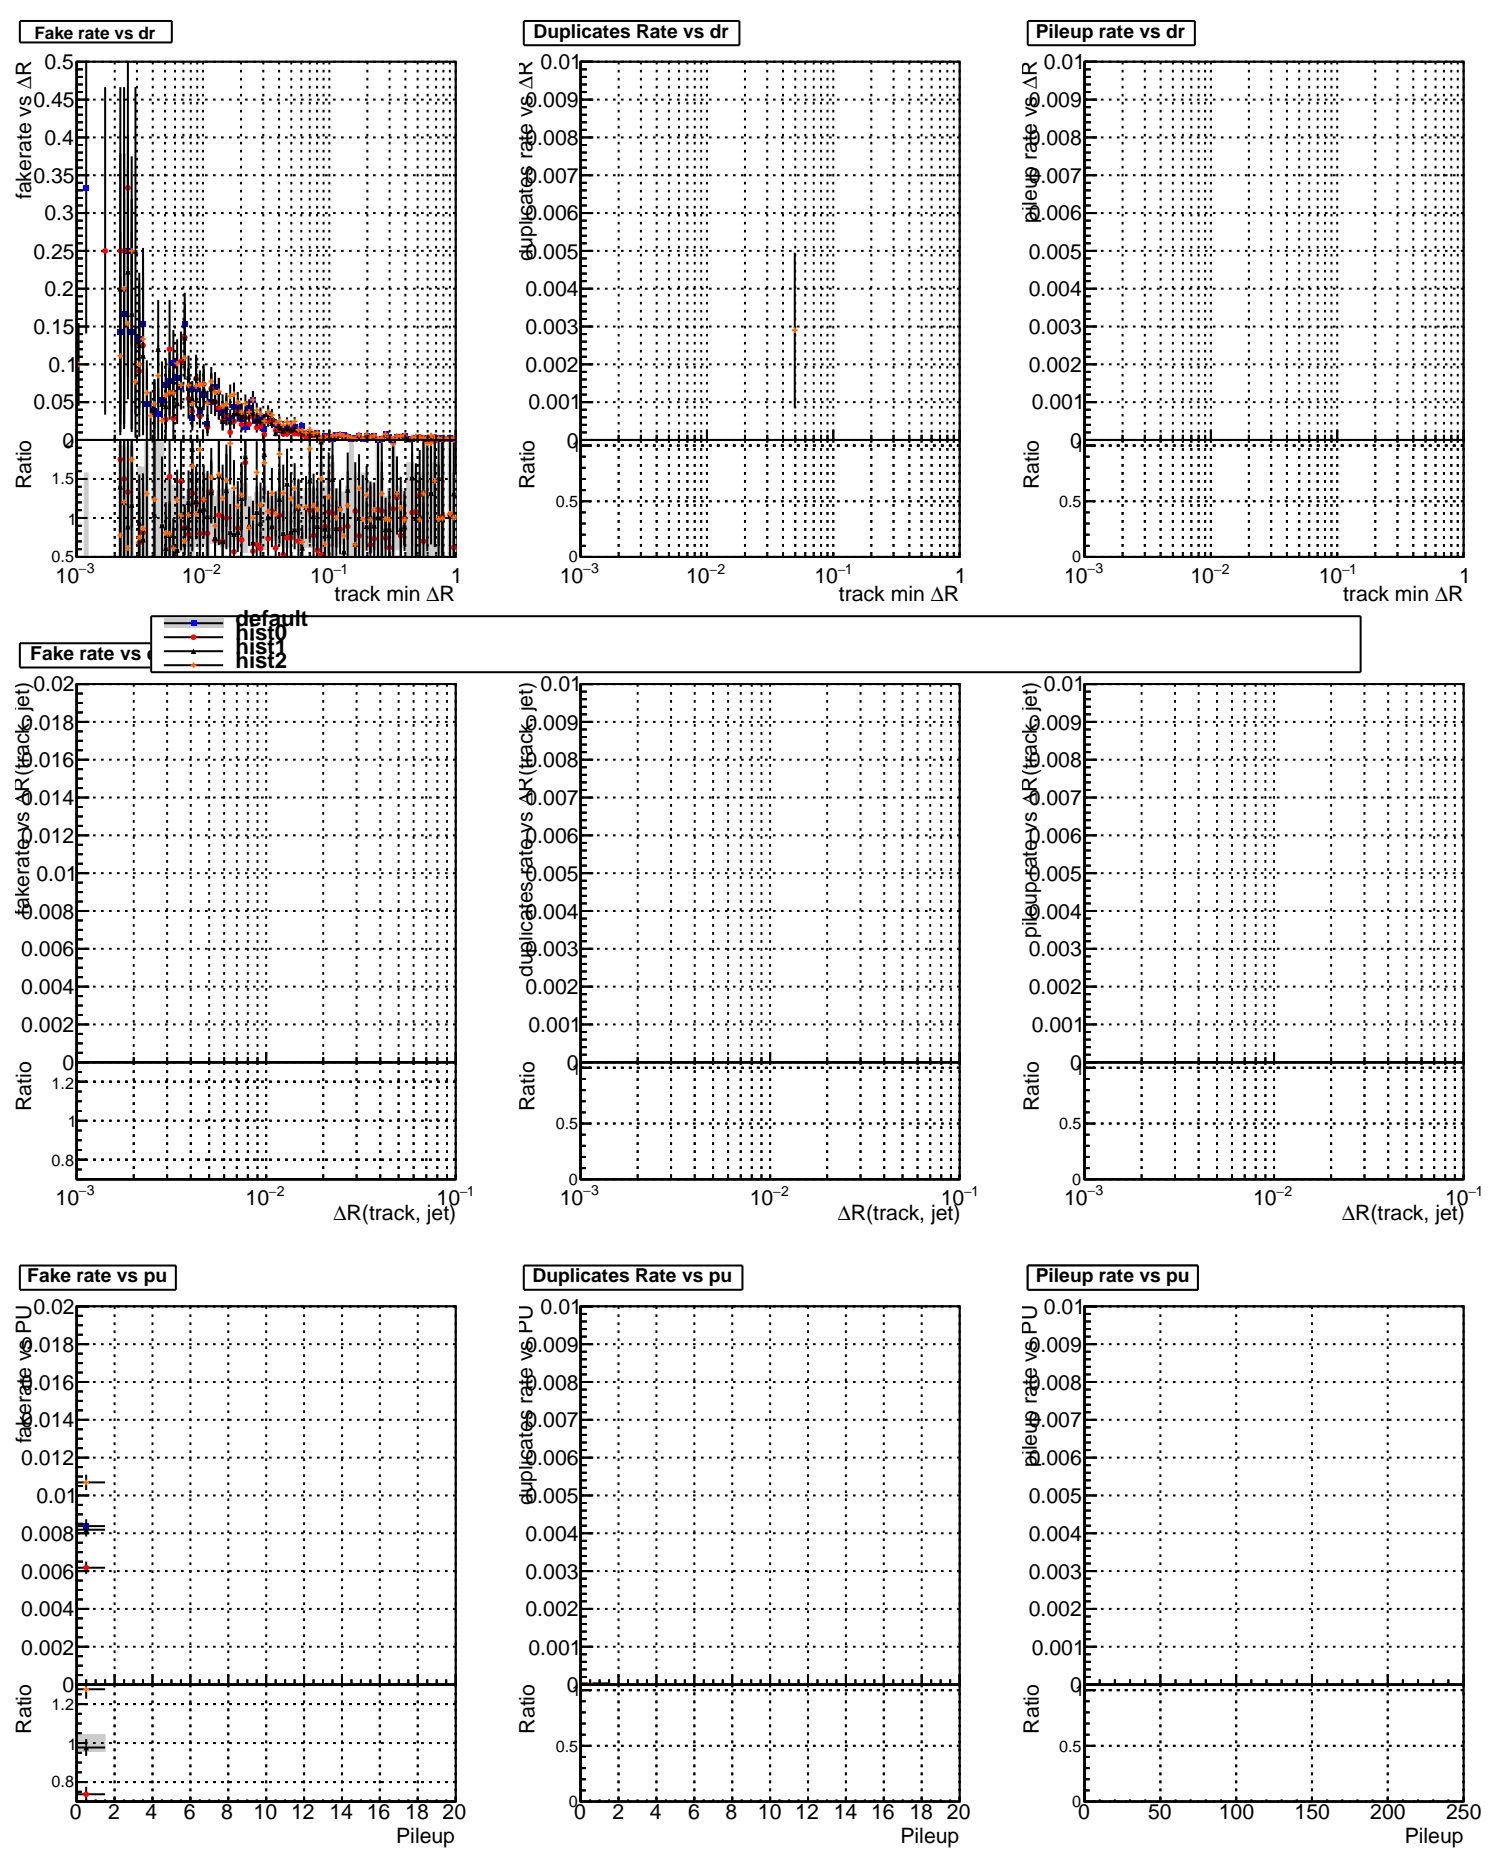 Fake rate vs dr
fakerate vs ΔR
0.5
0.45
0.4
0.35
0.3
0.25
0.2
0.15
0.1
0.05
0
Ratio
1.5
1
0.5
10−3 10−2 10−1 1
track min ΔR
Duplicates Rate vs dr
duplicates rate vs ΔR
0.01
0.009
0.008
0.007
0.006
0.005
0.004
0.003
0.002
0.001
0
Ratio
1
0.5
0
10−3 10−2 10−1 1
track min ΔR
Pileup rate vs dr
pileup rate vs ΔR
0.01
0.009
0.008
0.007
0.006
0.005
0.004
0.003
0.002
0.001
0
Ratio
1
0.5
0
10−3 10−2 10−1 1
track min ΔR
default
hist0
hist1
hist2
Fake rate vs
fakerate vs ΔR(track, jet)
0.02
0.018
0.016
0.014
0.012
0.01
0.008
0.006
0.004
0.002
0
Ratio
1.2
1
0.8
10−3 10−2 10−1
ΔR(track, jet)
duplicates rate vs ΔR(track, jet)
0.01
0.009
0.008
0.007
0.006
0.005
0.004
0.003
0.002
0.001
0
Ratio
1
0.5
0
10−3 10−2 10−1
ΔR(track, jet)
pileup rate vs ΔR(track, jet)
0.01
0.009
0.008
0.007
0.006
0.005
0.004
0.003
0.002
0.001
0
Ratio
1
0.5
0
10−3 10−2 10−1
ΔR(track, jet)
Fake rate vs pu
fakerate vs PU
0.02
0.018
0.016
0.014
0.012
0.01
0.008
0.006
0.004
0.002
0
Ratio
1.2
1
0.8
0 2 4 6 8 10 12 14 16 18 20
Pileup
Duplicates Rate vs pu
duplicates rate vs PU
0.01
0.009
0.008
0.007
0.006
0.005
0.004
0.003
0.002
0.001
0
Ratio
1
0.5
0
0 2 4 6 8 10 12 14 16 18 20
Pileup
Pileup rate vs pu
pileup rate vs PU
0.01
0.009
0.008
0.007
0.006
0.005
0.004
0.003
0.002
0.001
0
Ratio
1
0.5
0
0 50 100 150 200 250
Pileup